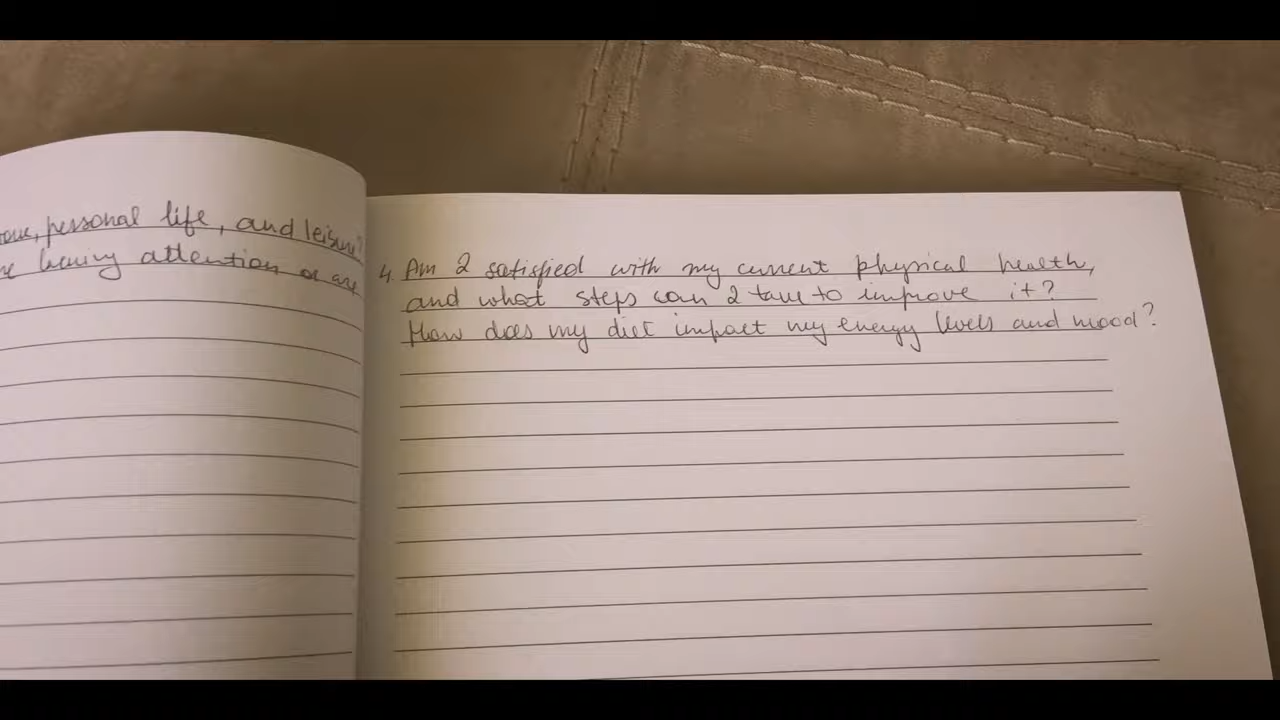 personal life, and leisure?
attention or are
4. Am I satisfied with my current physical health,
and what steps can I take to improve it?
How does my diet impact my energy levels and mood?